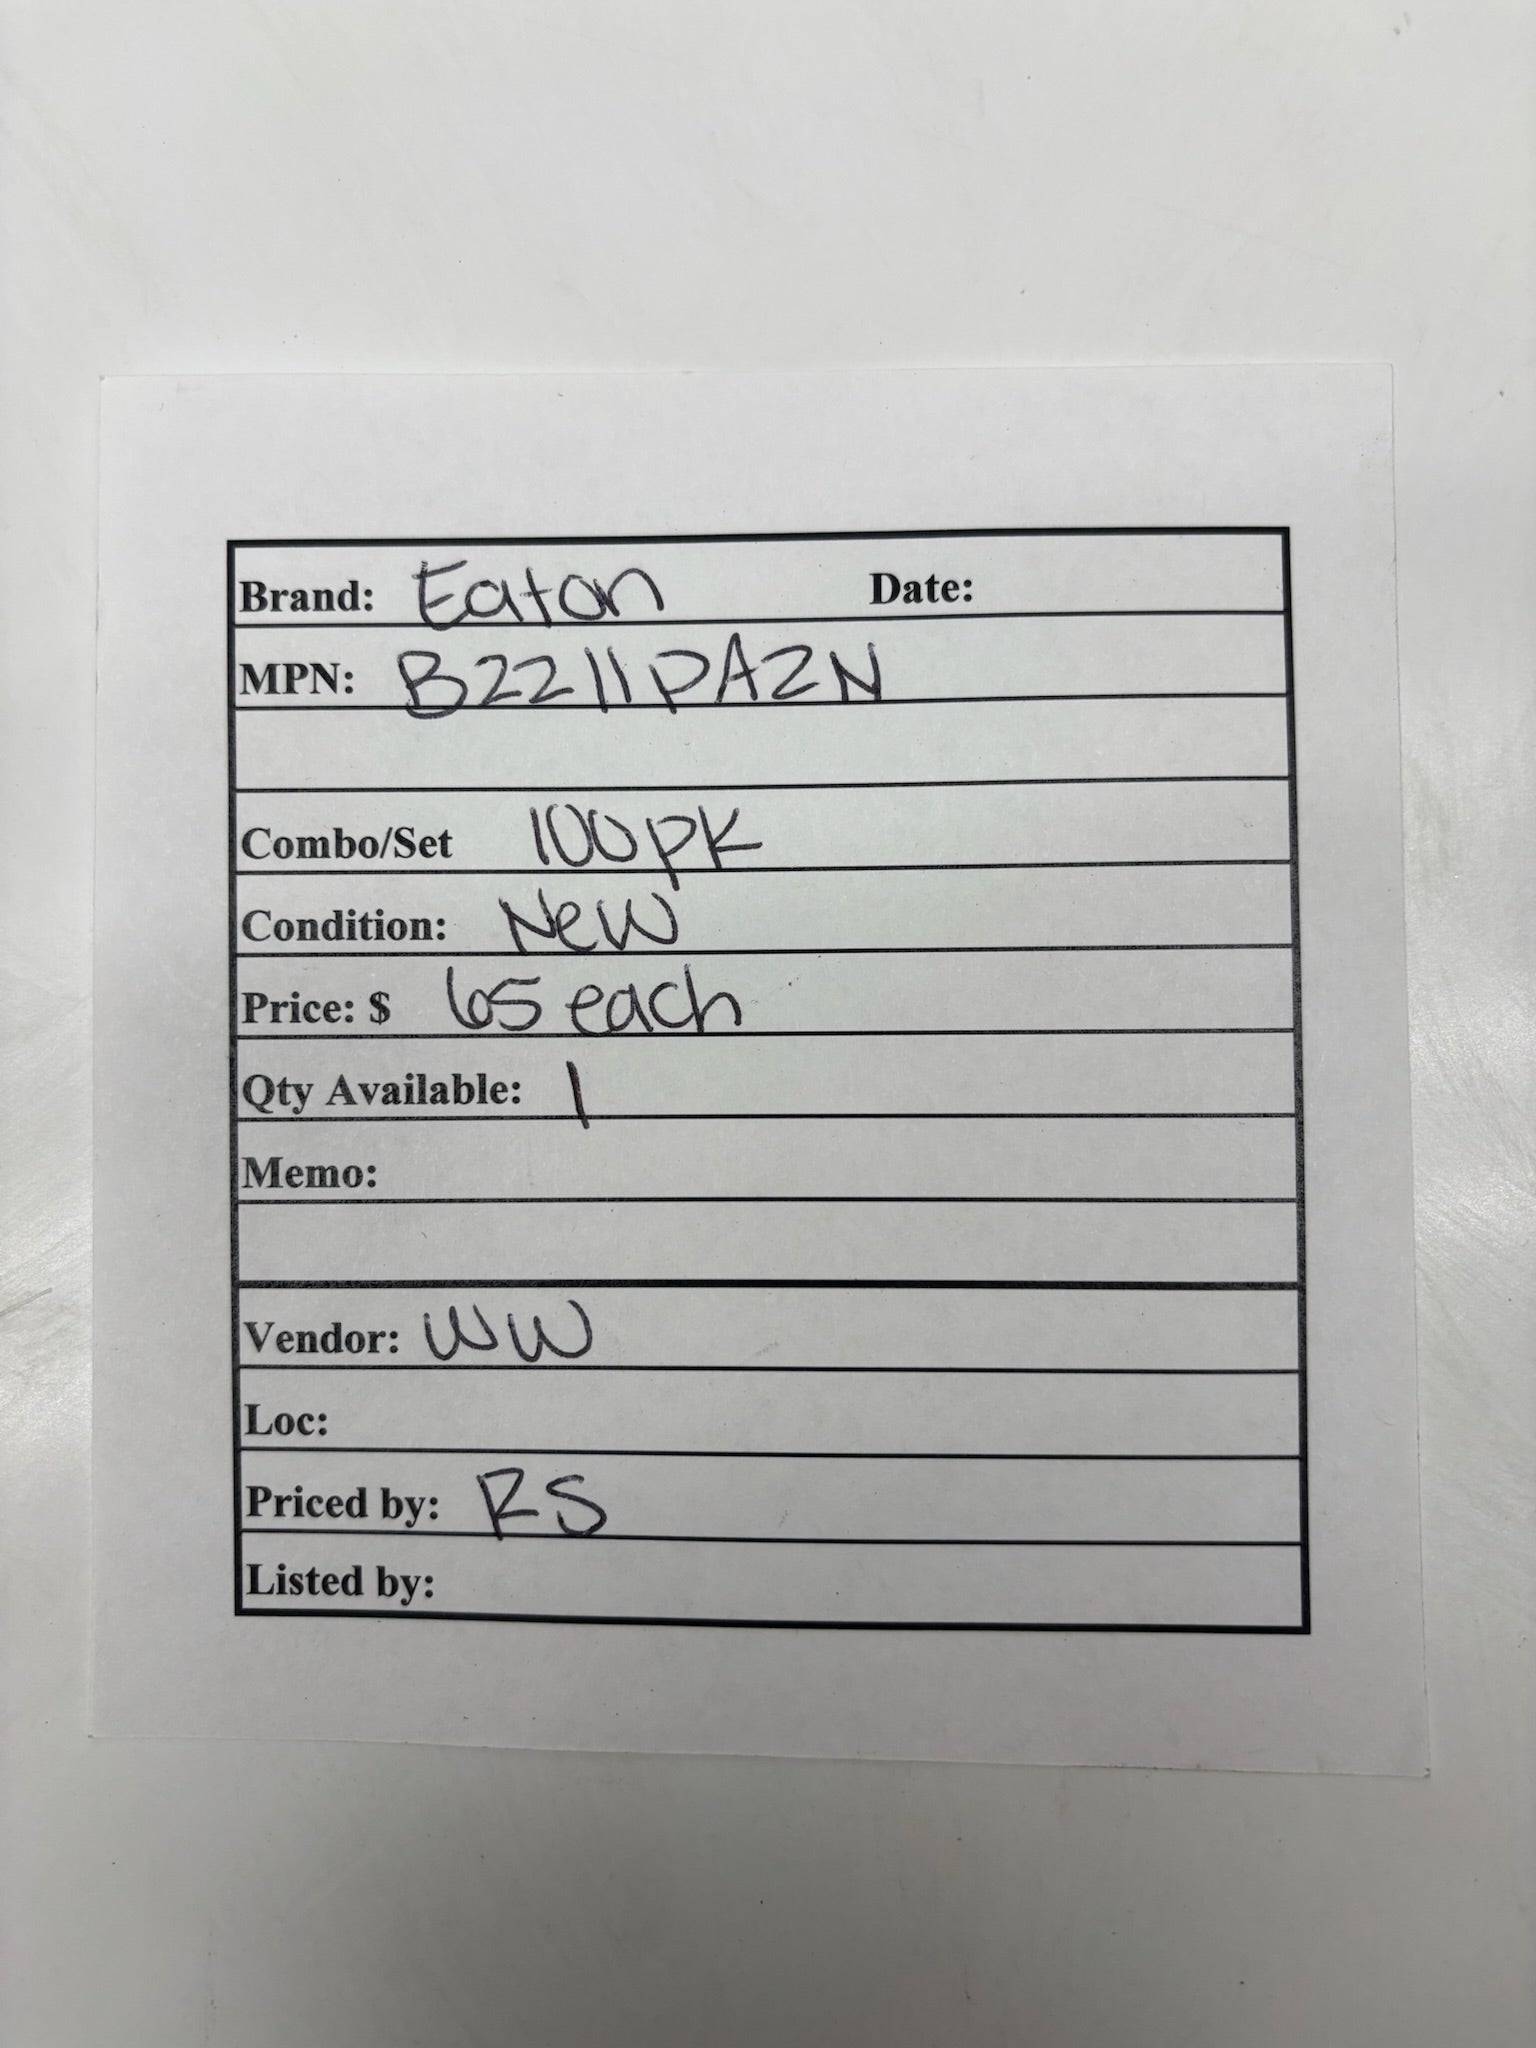 Brand: Eaton Date:
MPN: B2211PAZN
Combo/Set 100pk
Condition: New
Price: $ 65 each
Qty Available: 1
Memo:
Vendor: WW
Loc:
Priced by: RS
Listed by: